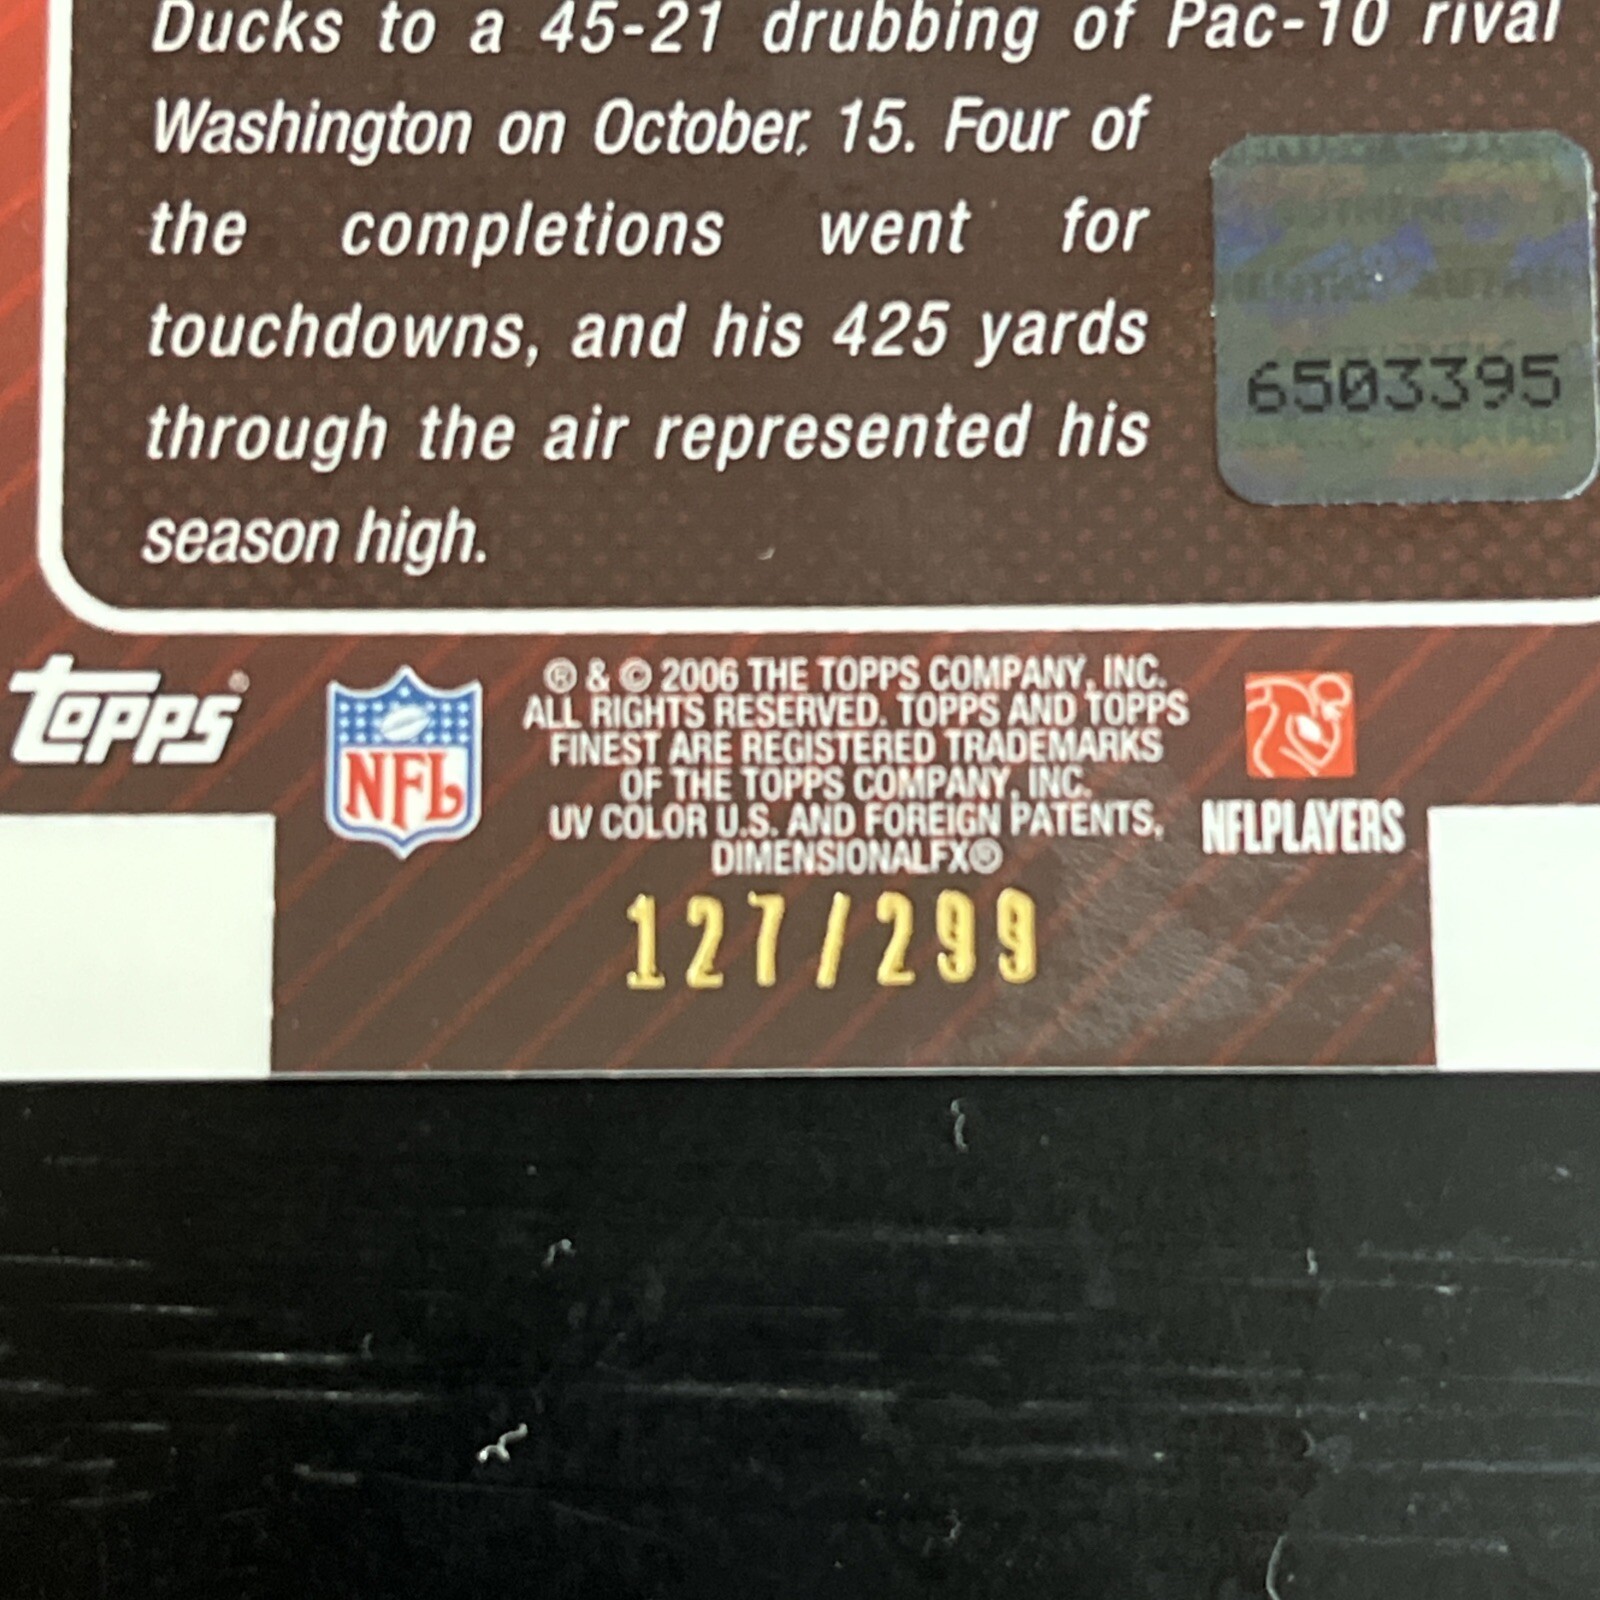 Ducks to a 45-21 drubbing of Pac-10 rival
Washington on October, 15. Four of
the completions went for
touchdowns, and his 425 yards
through the air represented his
season high.
6503395
TOPPS®
NFL
® & © 2006 THE TOPPS COMPANY, INC.
ALL RIGHTS RESERVED. TOPPS AND TOPPS
FINEST ARE REGISTERED TRADEMARKS
OF THE TOPPS COMPANY, INC.
UV COLOR U.S. AND FOREIGN PATENTS,
DIMENSIONALFX®
NFLPLAYERS
127/299